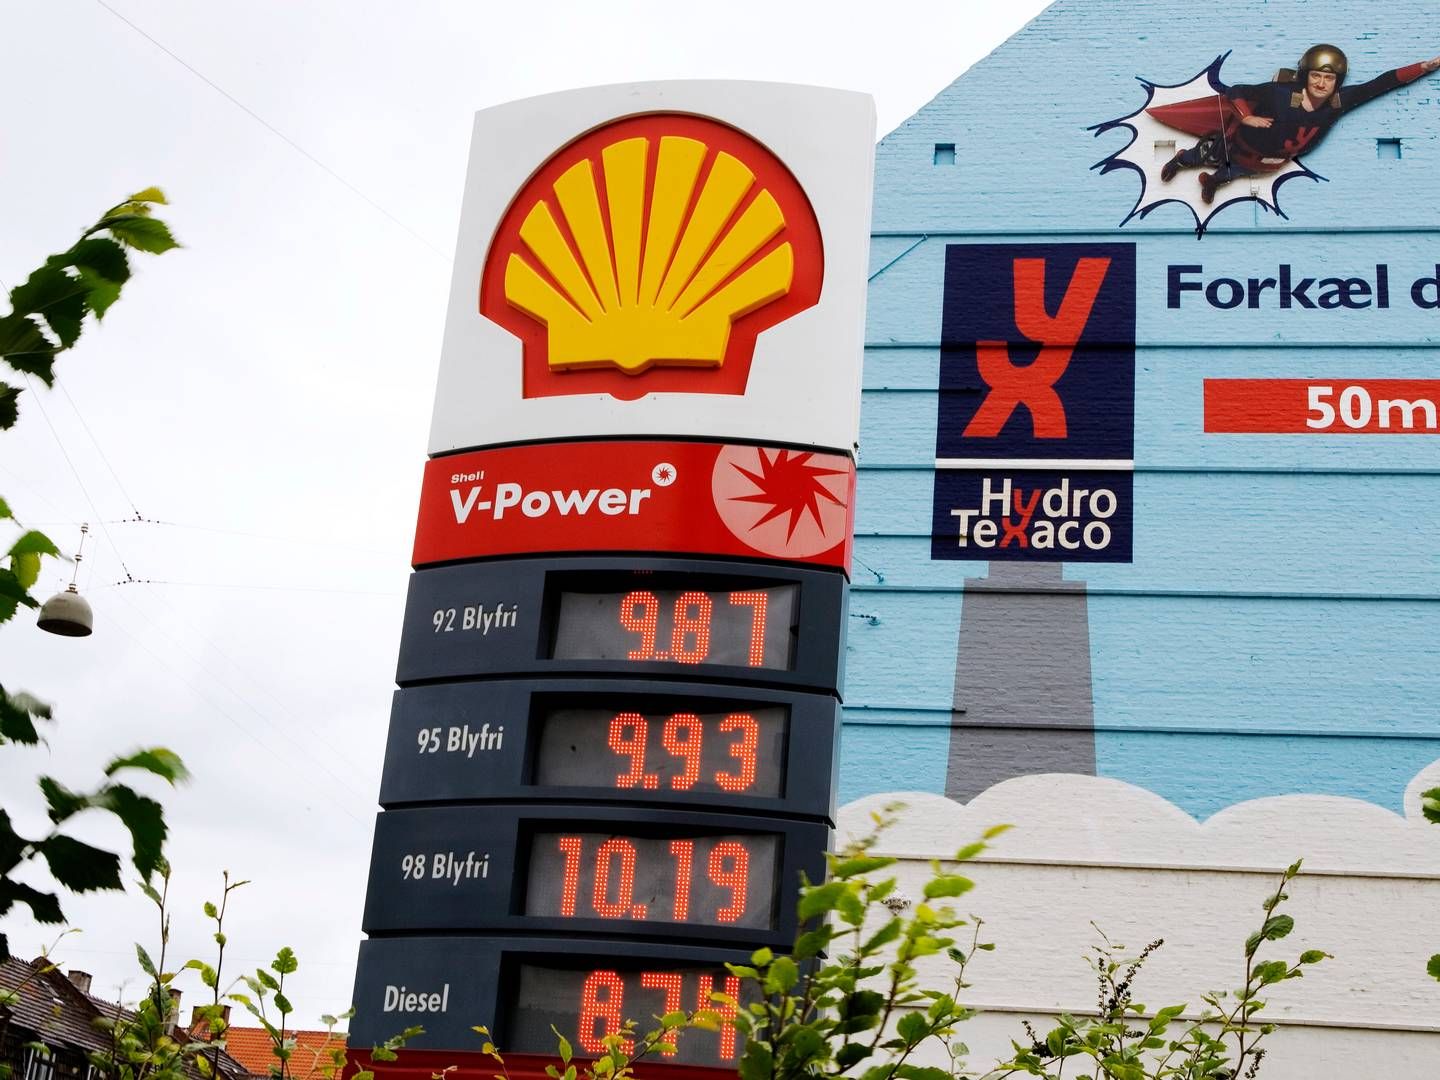 Shell
V-Power
92 Blyfri 9.87
95 Blyfri 9.93
98 Blyfri 10.19
Diesel 8.74
Forkæl d
50m
Hydro
Texaco